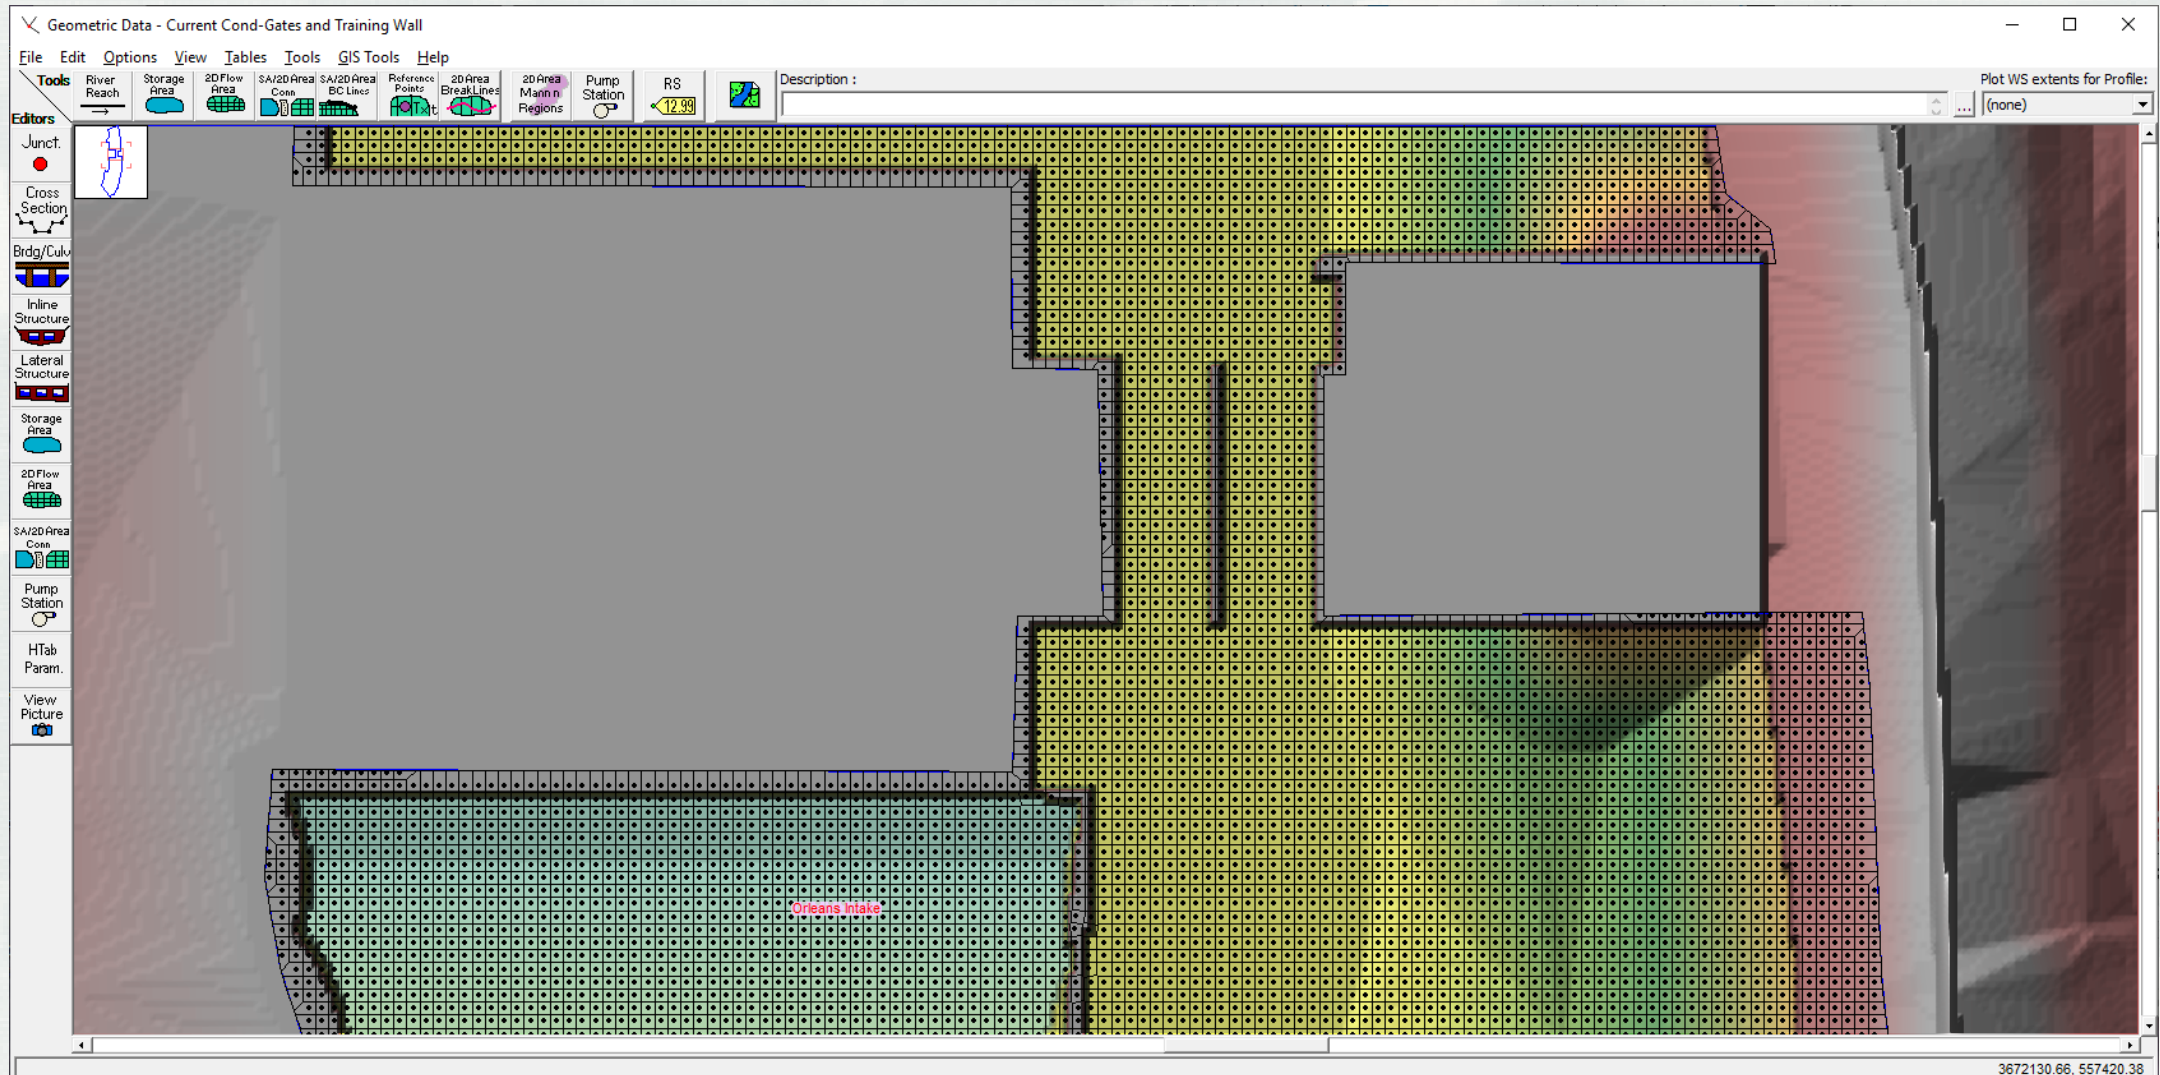 Geometric Data - Current Cond-Gates and Training Wall
File Edit Options View Tables Tools GIS Tools Help
Tools
Editors
River
Reach
Storage
Area
2D Flow
Area
SA/2D Area
Conn
SA/2D Area
BC Lines
Reference
Points
2D Area
BreakLines
2D Area
Mann n
Regions
Pump
Station
RS
12.99
Description :
...
Plot WS extents for Profile:
(none)
Junct.
Cross
Section
Brdg/Culv
Inline
Structure
Lateral
Structure
Storage
Area
2D Flow
Area
SA/2D Area
Conn
Pump
Station
HTab
Param.
View
Picture
Orleans Intake
3672130.66, 557420.38